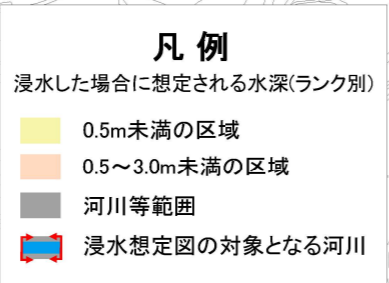 凡例
浸水した場合に想定される水深(ランク別)
0.5m未満の区域
0.5～3.0m未満の区域
河川等範囲
浸水想定図の対象となる河川